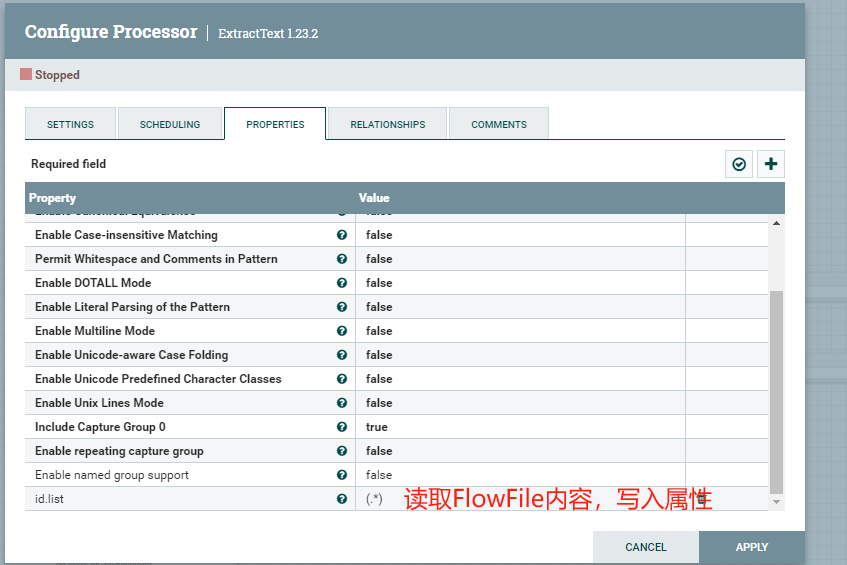 Configure Processor | ExtractText 1.23.2
Stopped
SETTINGS SCHEDULING PROPERTIES RELATIONSHIPS COMMENTS
Required field
Property Value
Enable Canonical Equivalence false
Enable Case-insensitive Matching false
Permit Whitespace and Comments in Pattern false
Enable DOTALL Mode false
Enable Literal Parsing of the Pattern false
Enable Multiline Mode false
Enable Unicode-aware Case Folding false
Enable Unicode Predefined Character Classes false
Enable Unix Lines Mode false
Include Capture Group 0 true
Enable repeating capture group false
Enable named group support false
id.list (.*) 读取FlowFile内容，写入属性
CANCEL APPLY